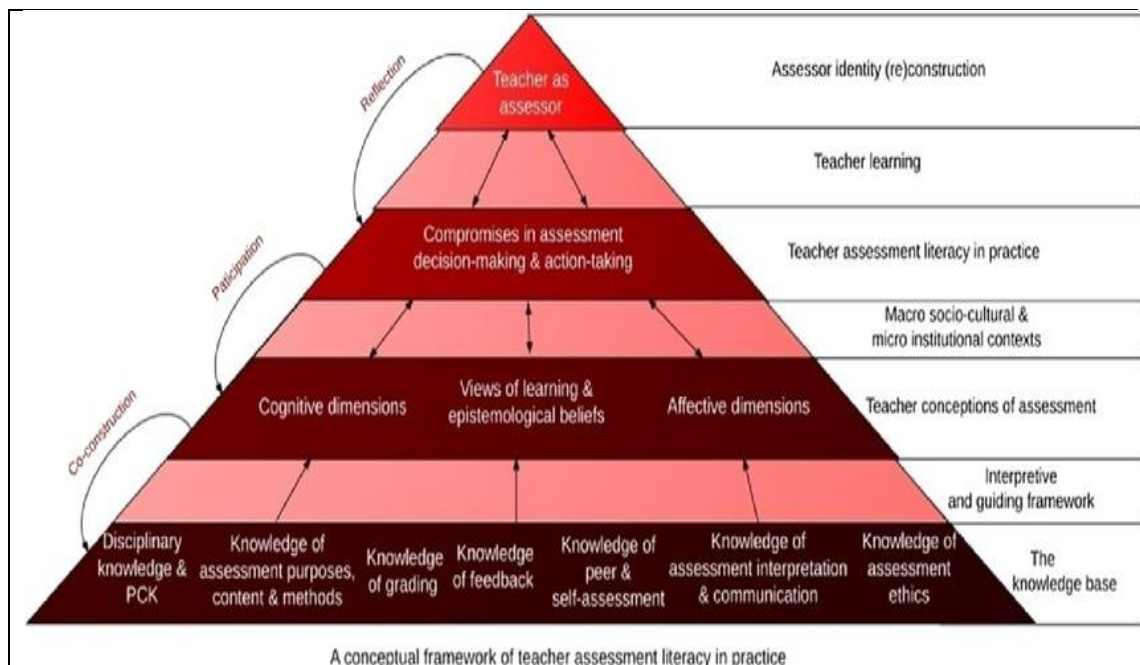 Reflection
Teacher as
assessor
Assessor identity (re)construction
Teacher learning
Paticipation
Compromises in assessment
decision-making & action-taking
Teacher assessment literacy in practice
Macro socio-cultural &
micro institutional contexts
Co-construction
Cognitive dimensions
Views of learning &
epistemological beliefs
Affective dimensions
Teacher conceptions of assessment
Interpretive
and guiding framework
Disciplinary
knowledge &
PCK
Knowledge of
assessment purposes,
content & methods
Knowledge
of grading
Knowledge
of feedback
Knowledge of
peer &
self-assessment
Knowledge of
assessment interpretation
& communication
Knowledge of
assessment
ethics
The
knowledge base
A conceptual framework of teacher assessment literacy in practice